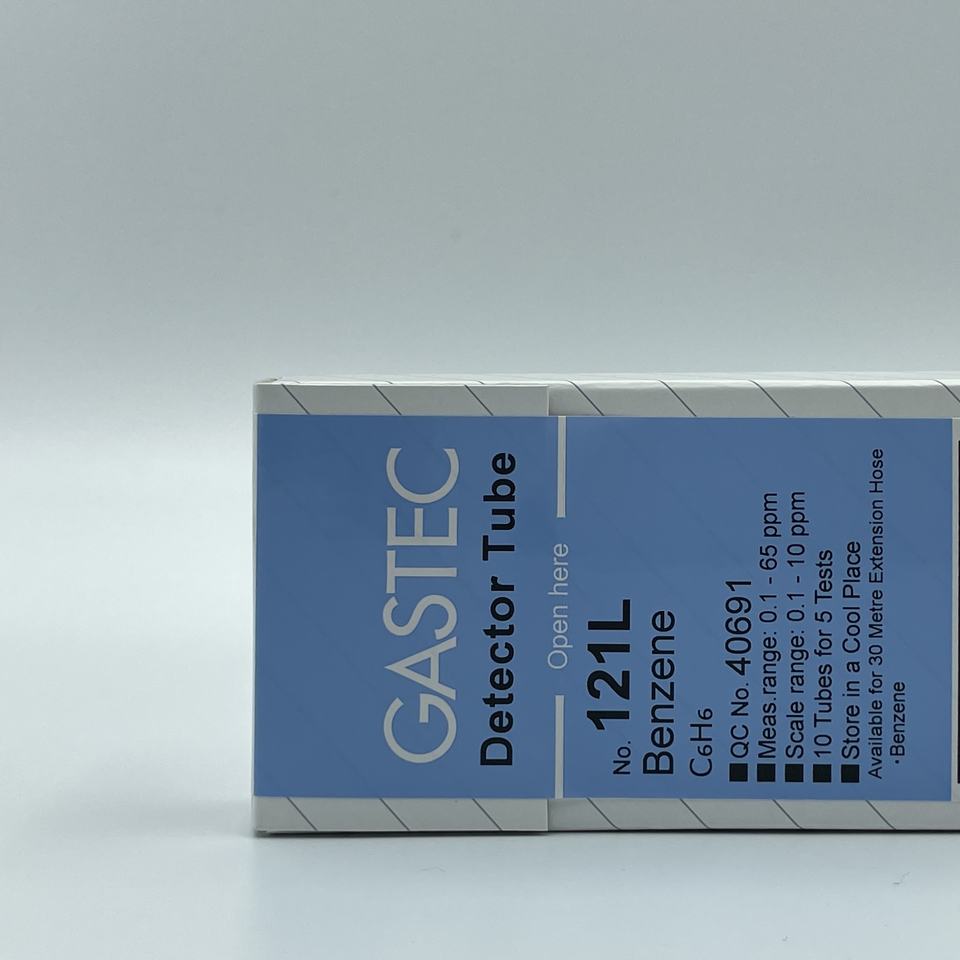 GASTEC
Detector Tube
Open here
No. 121L
Benzene
C₆H₆
■QC No. 40691
■Meas.range: 0.1 - 65 ppm
■Scale range: 0.1 - 10 ppm
■10 Tubes for 5 Tests
■Store in a Cool Place
Available for 30 Metre Extension Hose
・Benzene